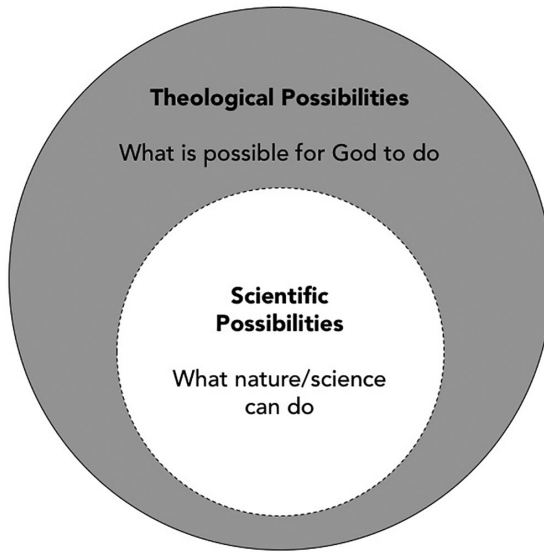 Theological Possibilities
What is possible for God to do
Scientific
Possibilities
What nature/science
can do